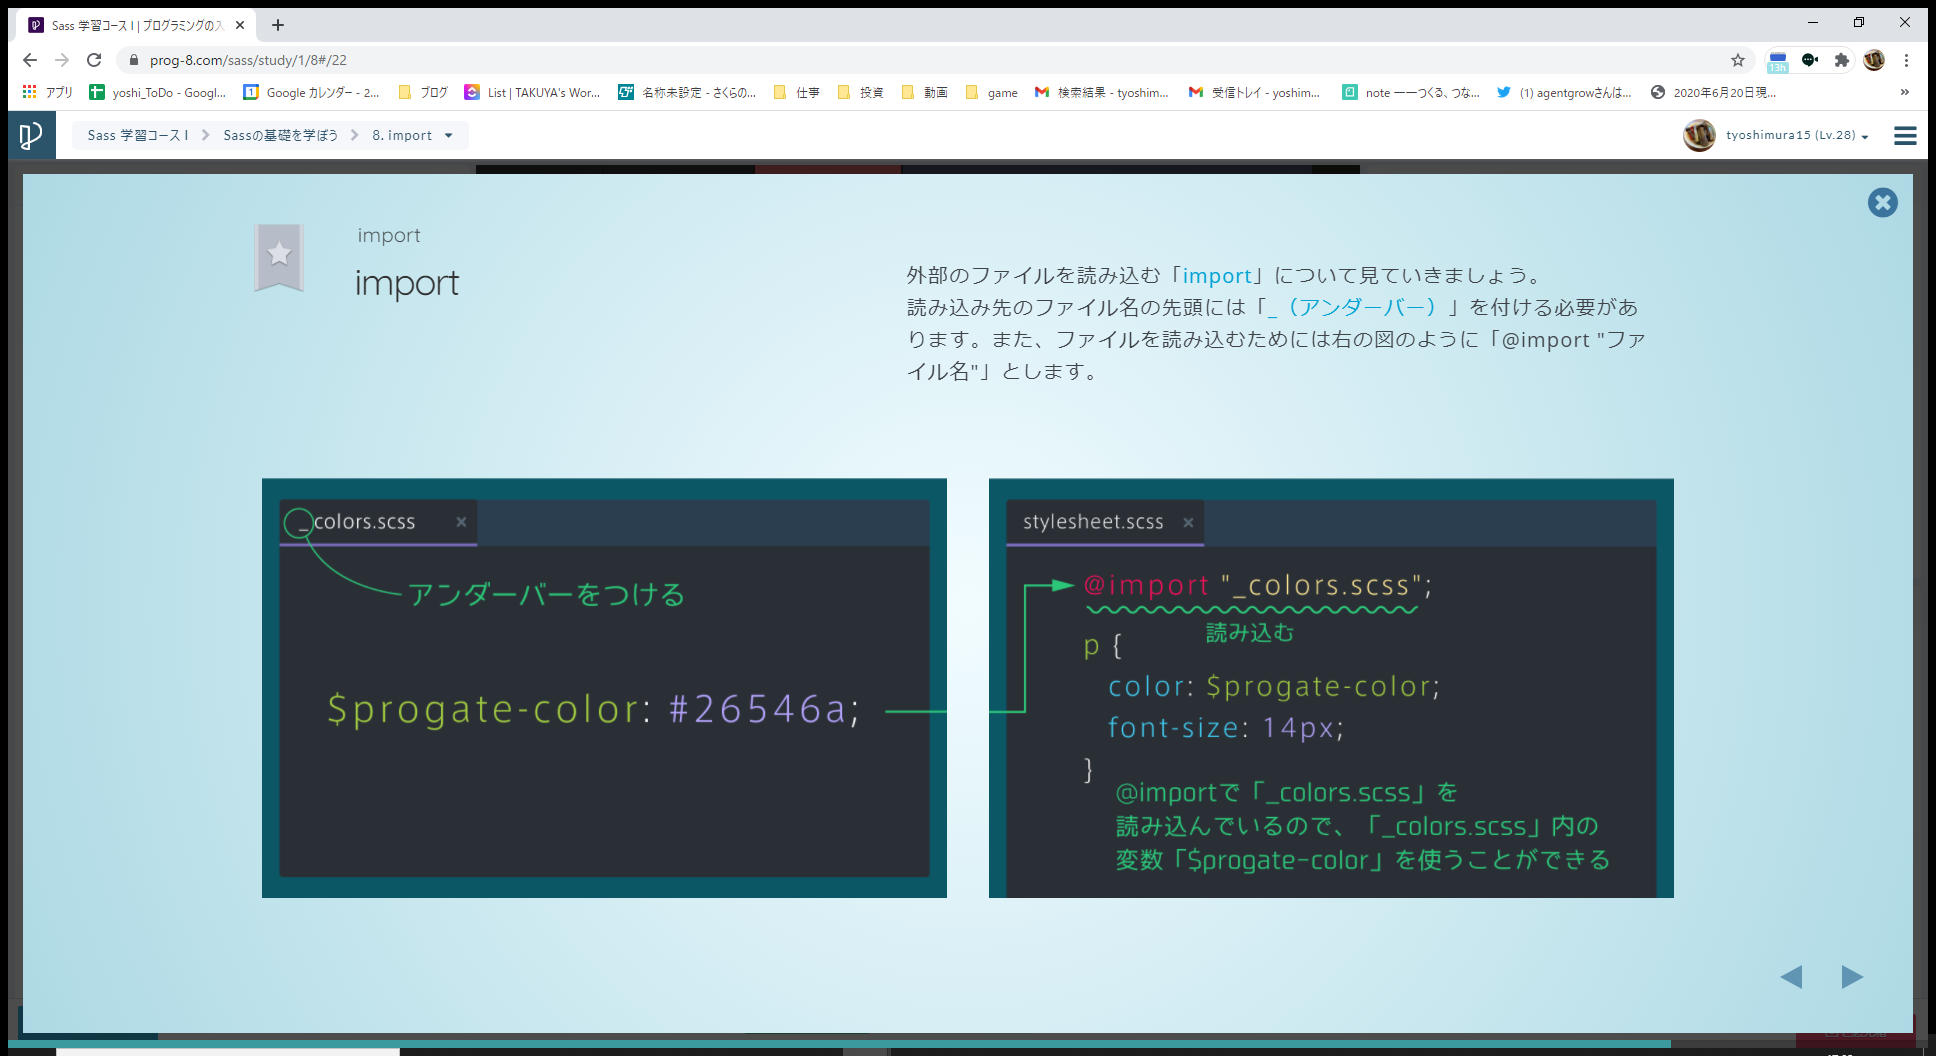 Sass 学習コース I | プログラミングの入
prog-8.com/sass/study/1/8#/22
13h
アプリ
yoshi_ToDo - Googl...
Google カレンダー - 2...
ブログ
List | TAKUYA's Wor...
名称未設定 - さくらの...
仕事
投資
動画
game
検索結果 - tyoshim...
受信トレイ - yoshim...
note ーーつくる、つな...
(1) agentgrowさんは...
2020年6月20日現...
»
Sass 学習コース I
Sassの基礎を学ぼう
8. import
tyoshimura15 (Lv.28)
import
import
外部のファイルを読み込む「import」について見ていきましょう。
読み込み先のファイル名の先頭には「_（アンダーバー）」を付ける必要があ
ります。また、ファイルを読み込むためには右の図のように「@import "ファ
イル名"」とします。
_colors.scss
アンダーバーをつける
$progate-color: #26546a;
stylesheet.scss
@import "_colors.scss";
読み込む
p {
color: $progate-color;
font-size: 14px;
}
@importで「_colors.scss」を
読み込んでいるので、「_colors.scss」内の
変数「$progate-color」を使うことができる